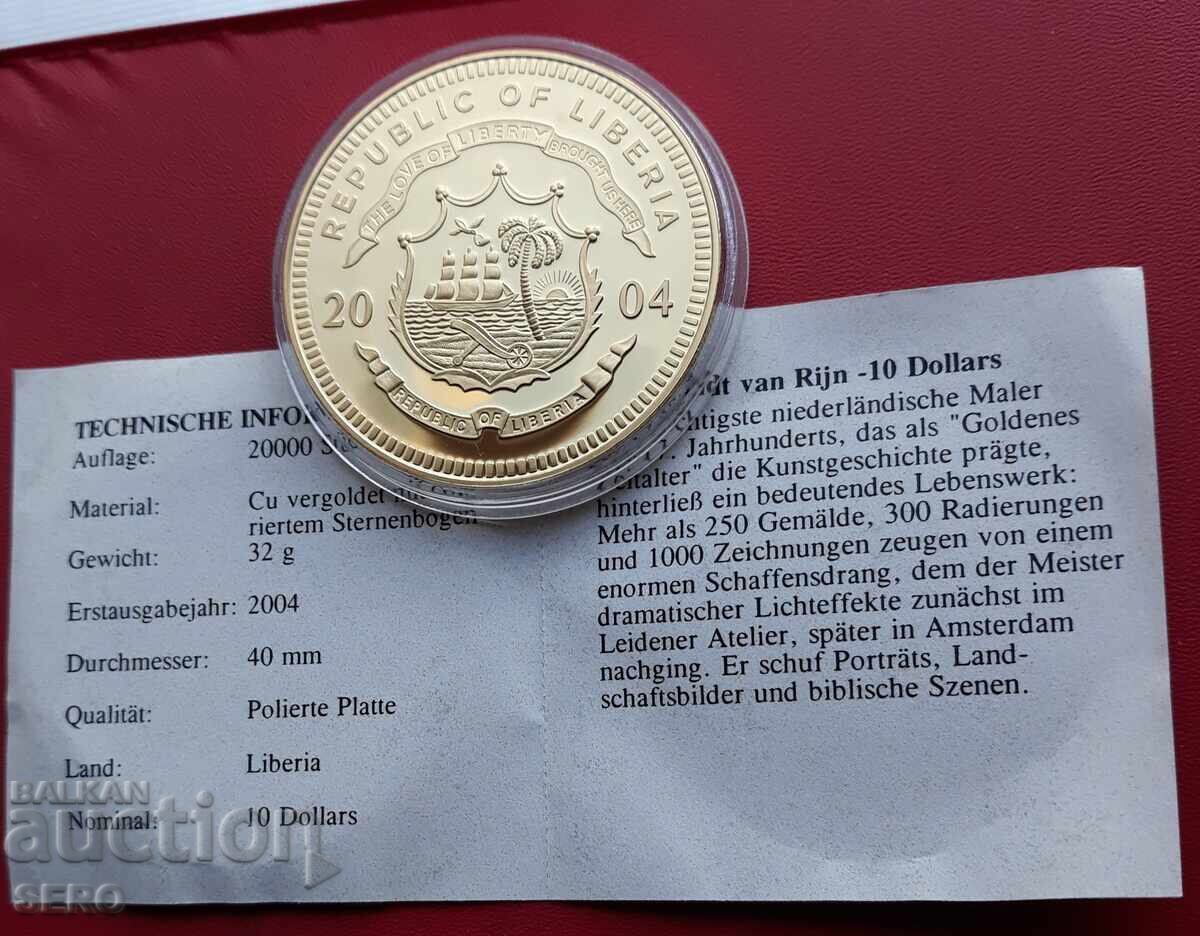 REPUBLIC OF LIBERIA
THE LOVE OF LIBERTY BROUGHT US HERE
20 04
REPUBLIC OF LIBERIA
TECHNISCHE
Auflage: 20000
Material: Cu vergoldet
riertem Sternenbogen
Gewicht: 32 g
Erstausgabejahr: 2004
Durchmesser: 40 mm
Qualität: Polierte Platte
Land: Liberia
Nominal: 10 Dollars
van Rijn -10 Dollars
niederländische Maler
Jahrhunderts, das als "Goldenes
die Kunstgeschichte prägte,
hinterließ ein bedeutendes Lebenswerk:
Mehr als 250 Gemälde, 300 Radierungen
und 1000 Zeichnungen zeugen von einem
enormen Schaffensdrang, dem der Meister
dramatischer Lichteffekte zunächst im
Leidener Atelier, später in Amsterdam
nachging. Er schuf Porträts, Land-
schaftsbilder und biblische Szenen.
BALKAN
auction
SERO